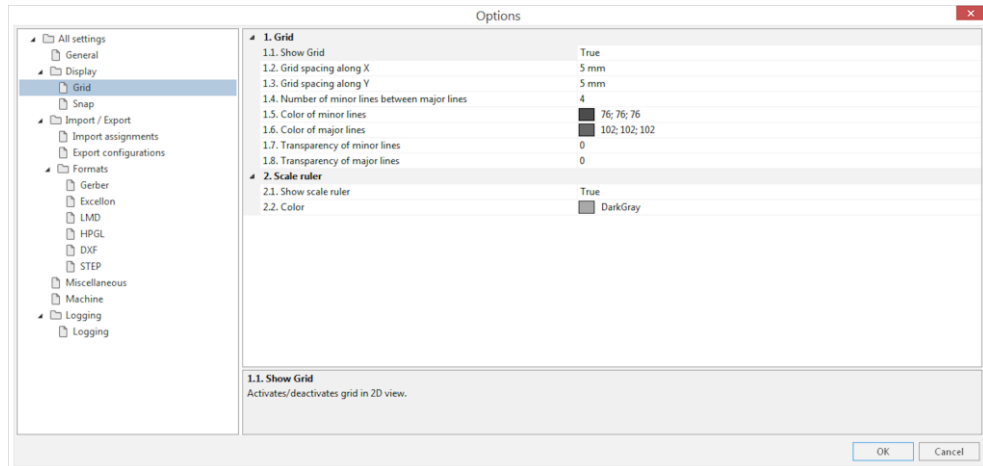 Options
All settings
General
Display
Grid
Snap
Import / Export
Import assignments
Export configurations
Formats
Gerber
Excellon
LMD
HPGL
DXF
STEP
Miscellaneous
Machine
Logging
Logging
1. Grid
1.1. Show Grid True
1.2. Grid spacing along X 5 mm
1.3. Grid spacing along Y 5 mm
1.4. Number of minor lines between major lines 4
1.5. Color of minor lines 76; 76; 76
1.6. Color of major lines 102; 102; 102
1.7. Transparency of minor lines 0
1.8. Transparency of major lines 0
2. Scale ruler
2.1. Show scale ruler True
2.2. Color DarkGray
1.1. Show Grid
Activates/deactivates grid in 2D view.
OK Cancel